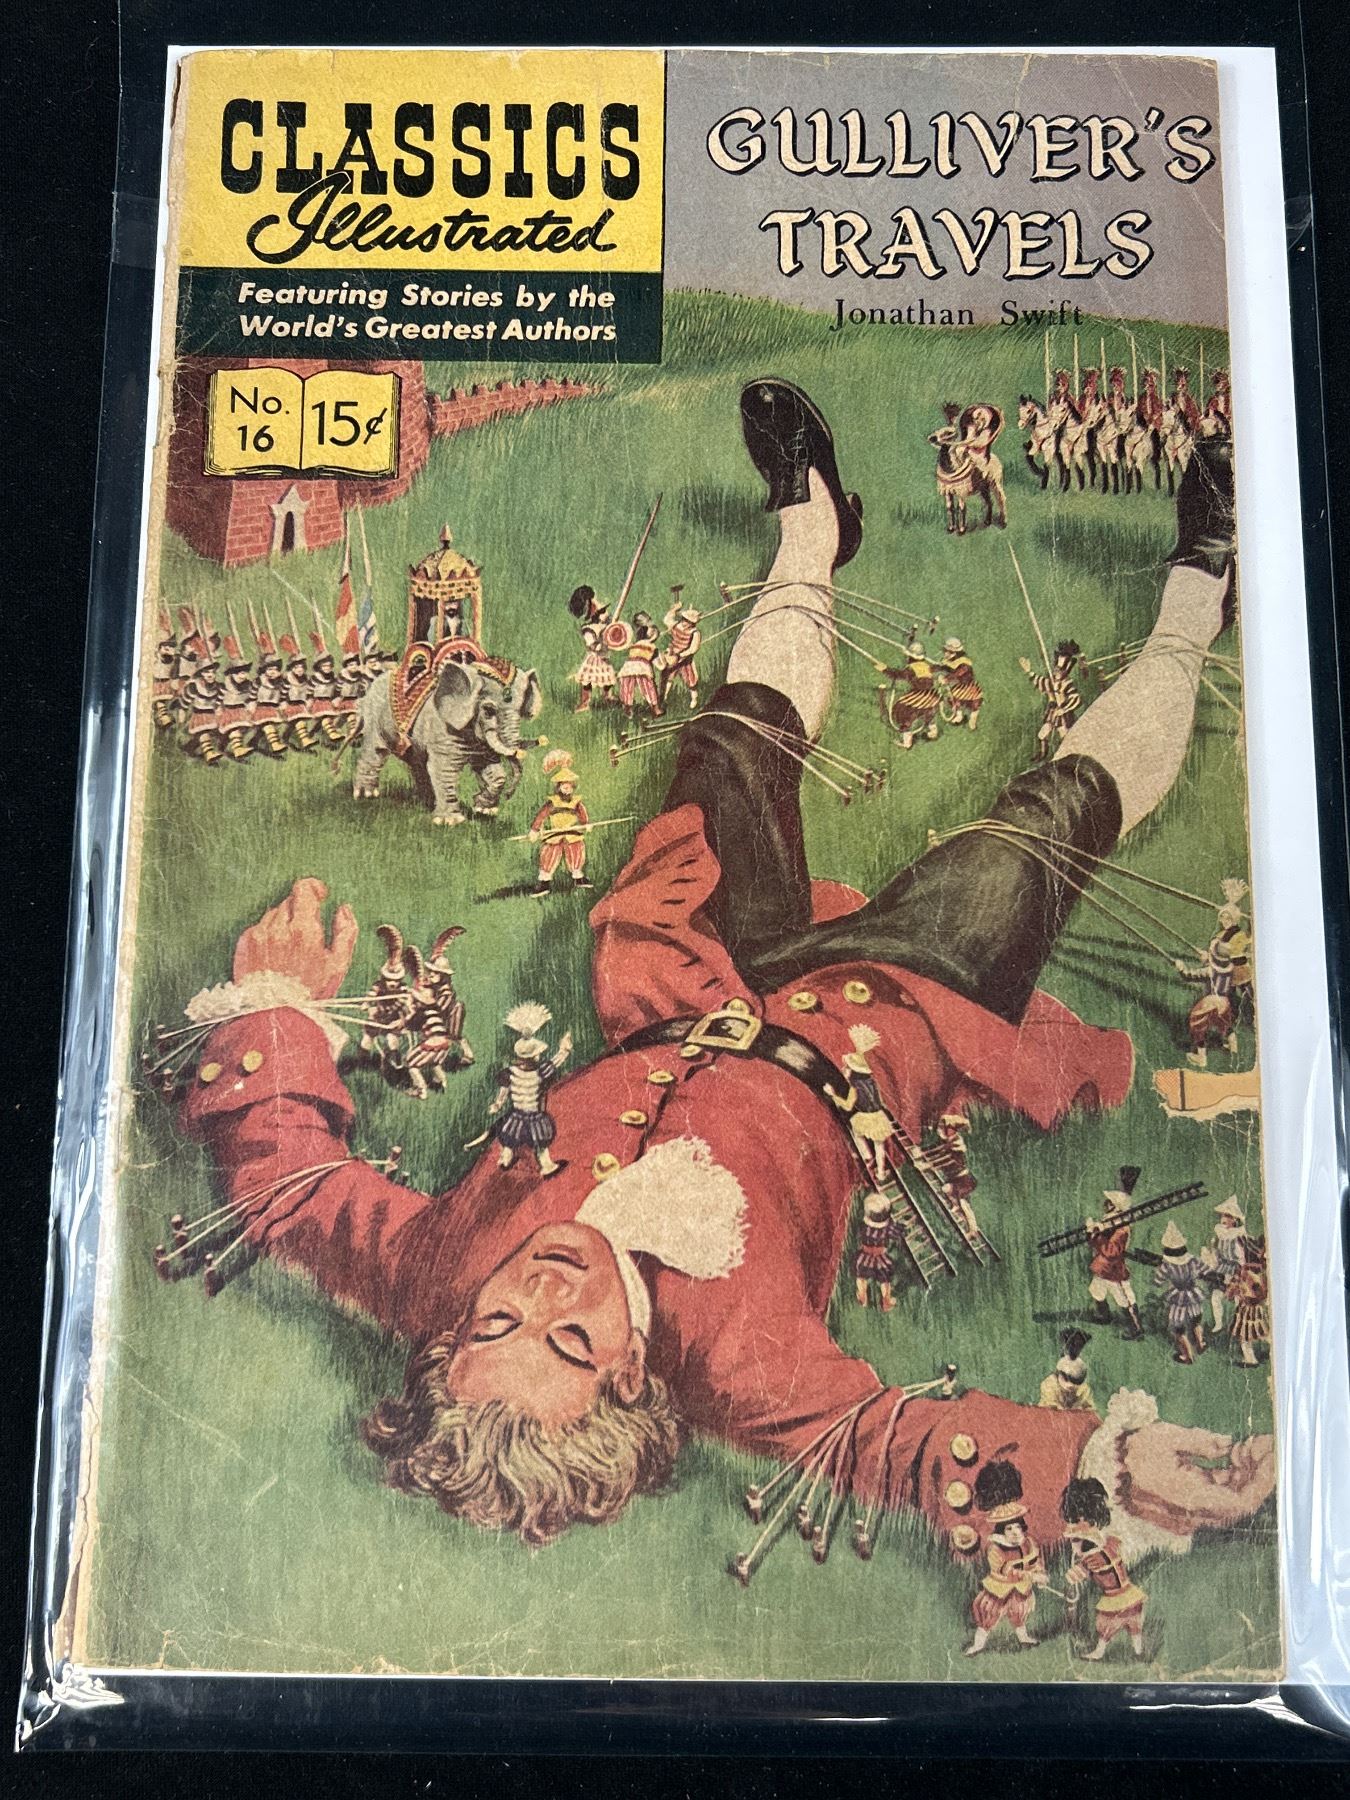 CLASSICS
Illustrated
Featuring Stories by the
World's Greatest Authors
No.
16
15¢
GULLIVER'S
TRAVELS
Jonathan Swift